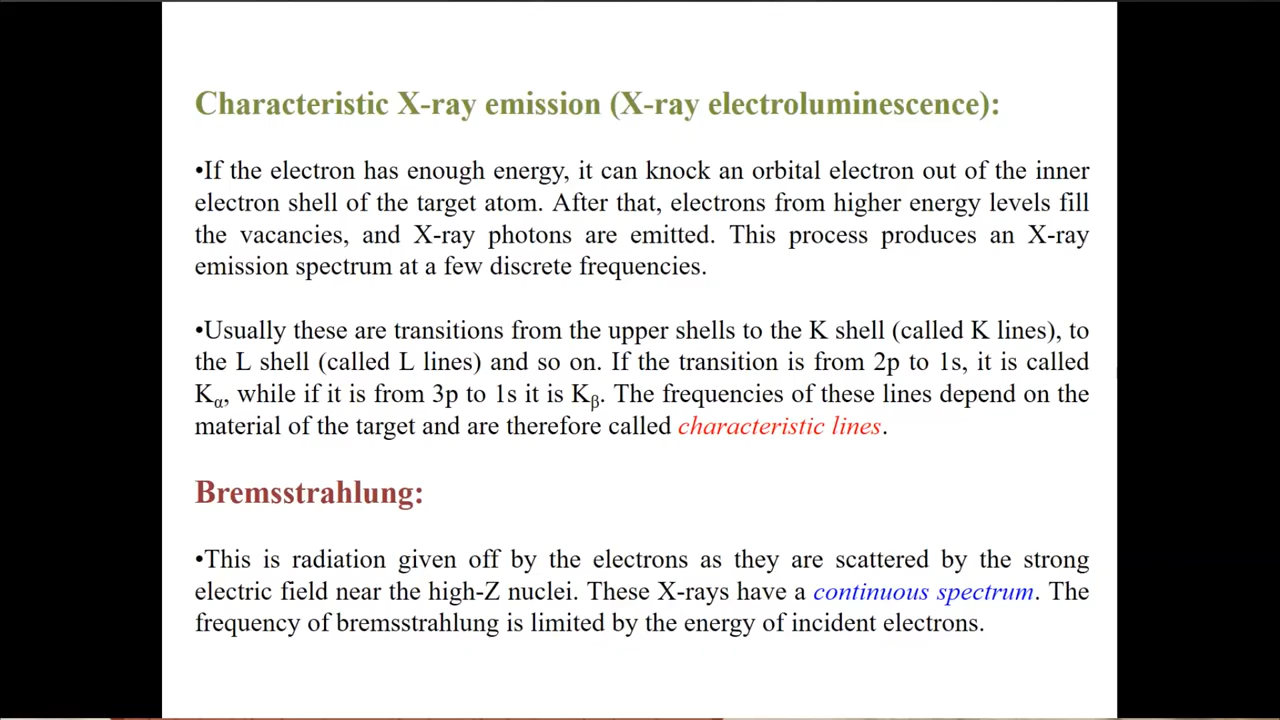 Characteristic X-ray emission (X-ray electroluminescence):
•If the electron has enough energy, it can knock an orbital electron out of the inner
electron shell of the target atom. After that, electrons from higher energy levels fill
the vacancies, and X-ray photons are emitted. This process produces an X-ray
emission spectrum at a few discrete frequencies.
•Usually these are transitions from the upper shells to the K shell (called K lines), to
the L shell (called L lines) and so on. If the transition is from 2p to 1s, it is called
Kα, while if it is from 3p to 1s it is Kβ. The frequencies of these lines depend on the
material of the target and are therefore called characteristic lines.
Bremsstrahlung:
•This is radiation given off by the electrons as they are scattered by the strong
electric field near the high-Z nuclei. These X-rays have a continuous spectrum. The
frequency of bremsstrahlung is limited by the energy of incident electrons.